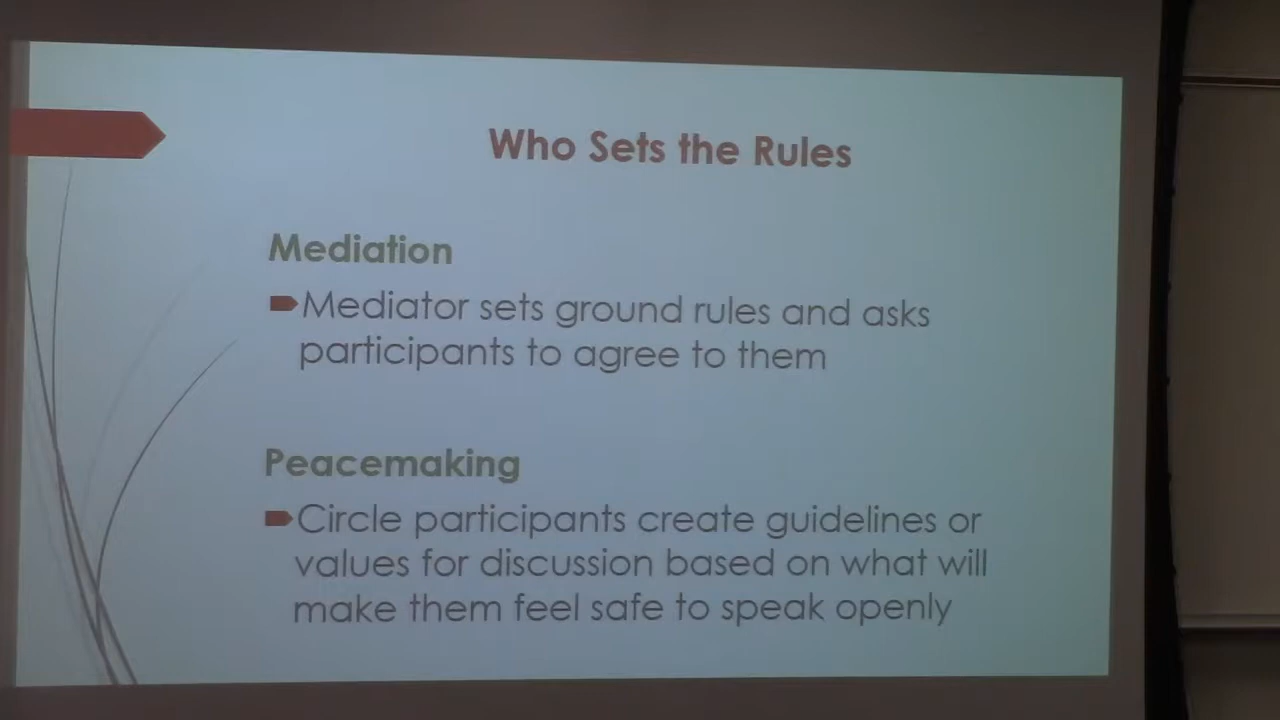 Who Sets the Rules
Mediation
Mediator sets ground rules and asks
participants to agree to them
Peacemaking
Circle participants create guidelines or
values for discussion based on what will
make them feel safe to speak openly